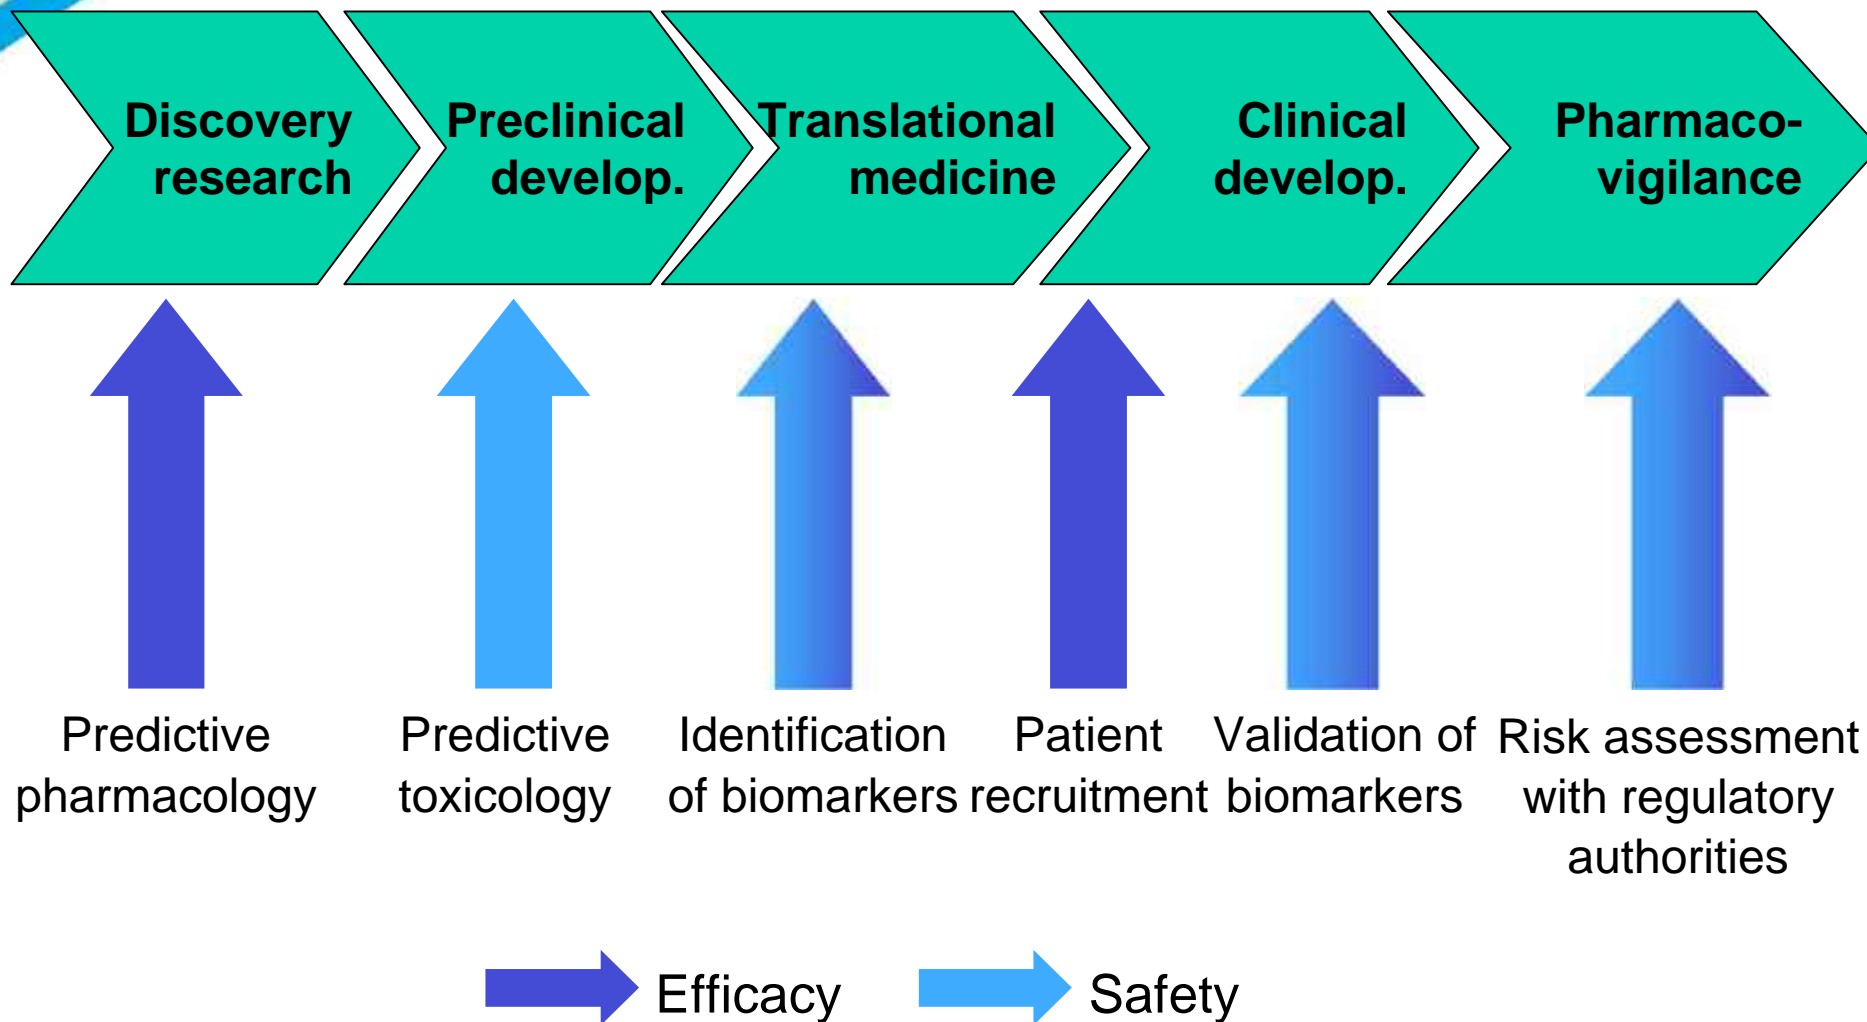 Discovery
research
Preclinical
develop.
Translational
medicine
Clinical
develop.
Pharmaco-
vigilance
Predictive
pharmacology
Predictive
toxicology
Identification
of biomarkers
Patient
recruitment
Validation of
biomarkers
Risk assessment
with regulatory
authorities
Efficacy
Safety